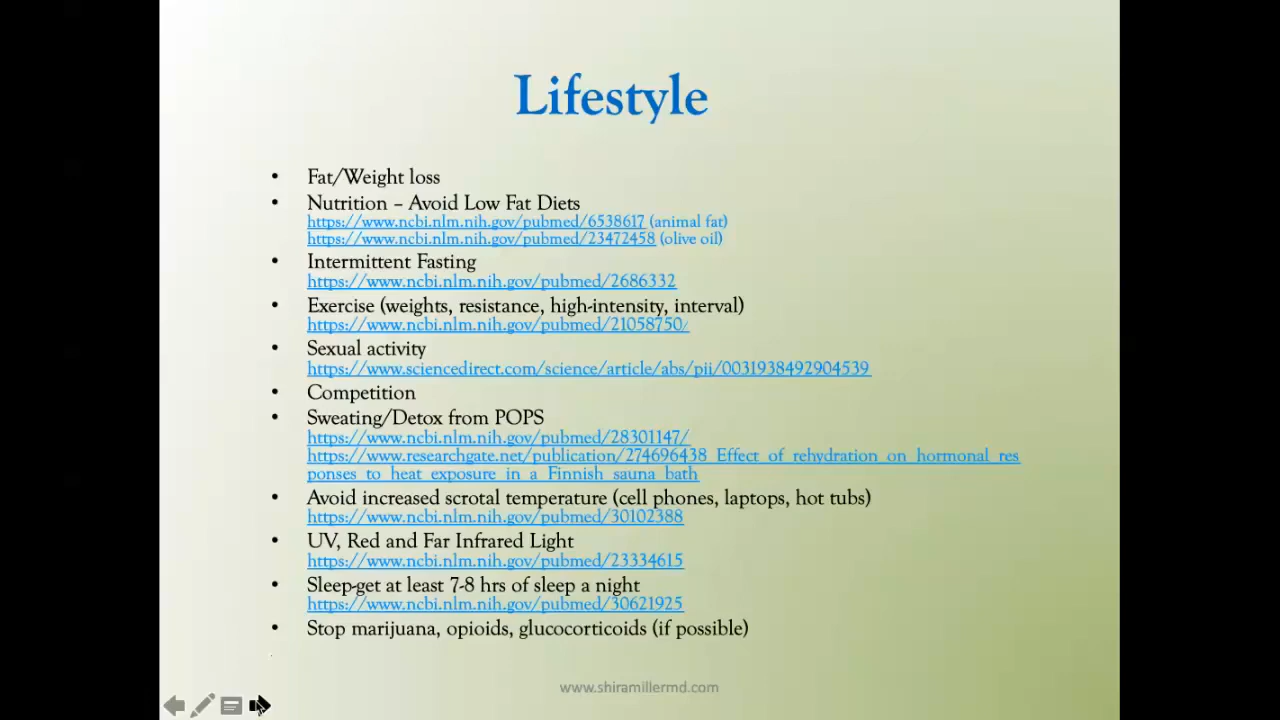 Lifestyle
• Fat/Weight loss
• Nutrition – Avoid Low Fat Diets
https://www.ncbi.nlm.nih.gov/pubmed/6538617 (animal fat)
https://www.ncbi.nlm.nih.gov/pubmed/23472458 (olive oil)
• Intermittent Fasting
https://www.ncbi.nlm.nih.gov/pubmed/2686332
• Exercise (weights, resistance, high-intensity, interval)
https://www.ncbi.nlm.nih.gov/pubmed/21058750/
• Sexual activity
https://www.sciencedirect.com/science/article/abs/pii/0031938492904539
• Competition
• Sweating/Detox from POPS
https://www.ncbi.nlm.nih.gov/pubmed/28301147/
https://www.researchgate.net/publication/274696438_Effect_of_rehydration_on_hormonal_res
ponses_to_heat_exposure_in_a_Finnish_sauna_bath
• Avoid increased scrotal temperature (cell phones, laptops, hot tubs)
https://www.ncbi.nlm.nih.gov/pubmed/30102388
• UV, Red and Far Infrared Light
https://www.ncbi.nlm.nih.gov/pubmed/23334615
• Sleep-get at least 7-8 hrs of sleep a night
https://www.ncbi.nlm.nih.gov/pubmed/30621925
• Stop marijuana, opioids, glucocorticoids (if possible)
www.shiramillermd.com